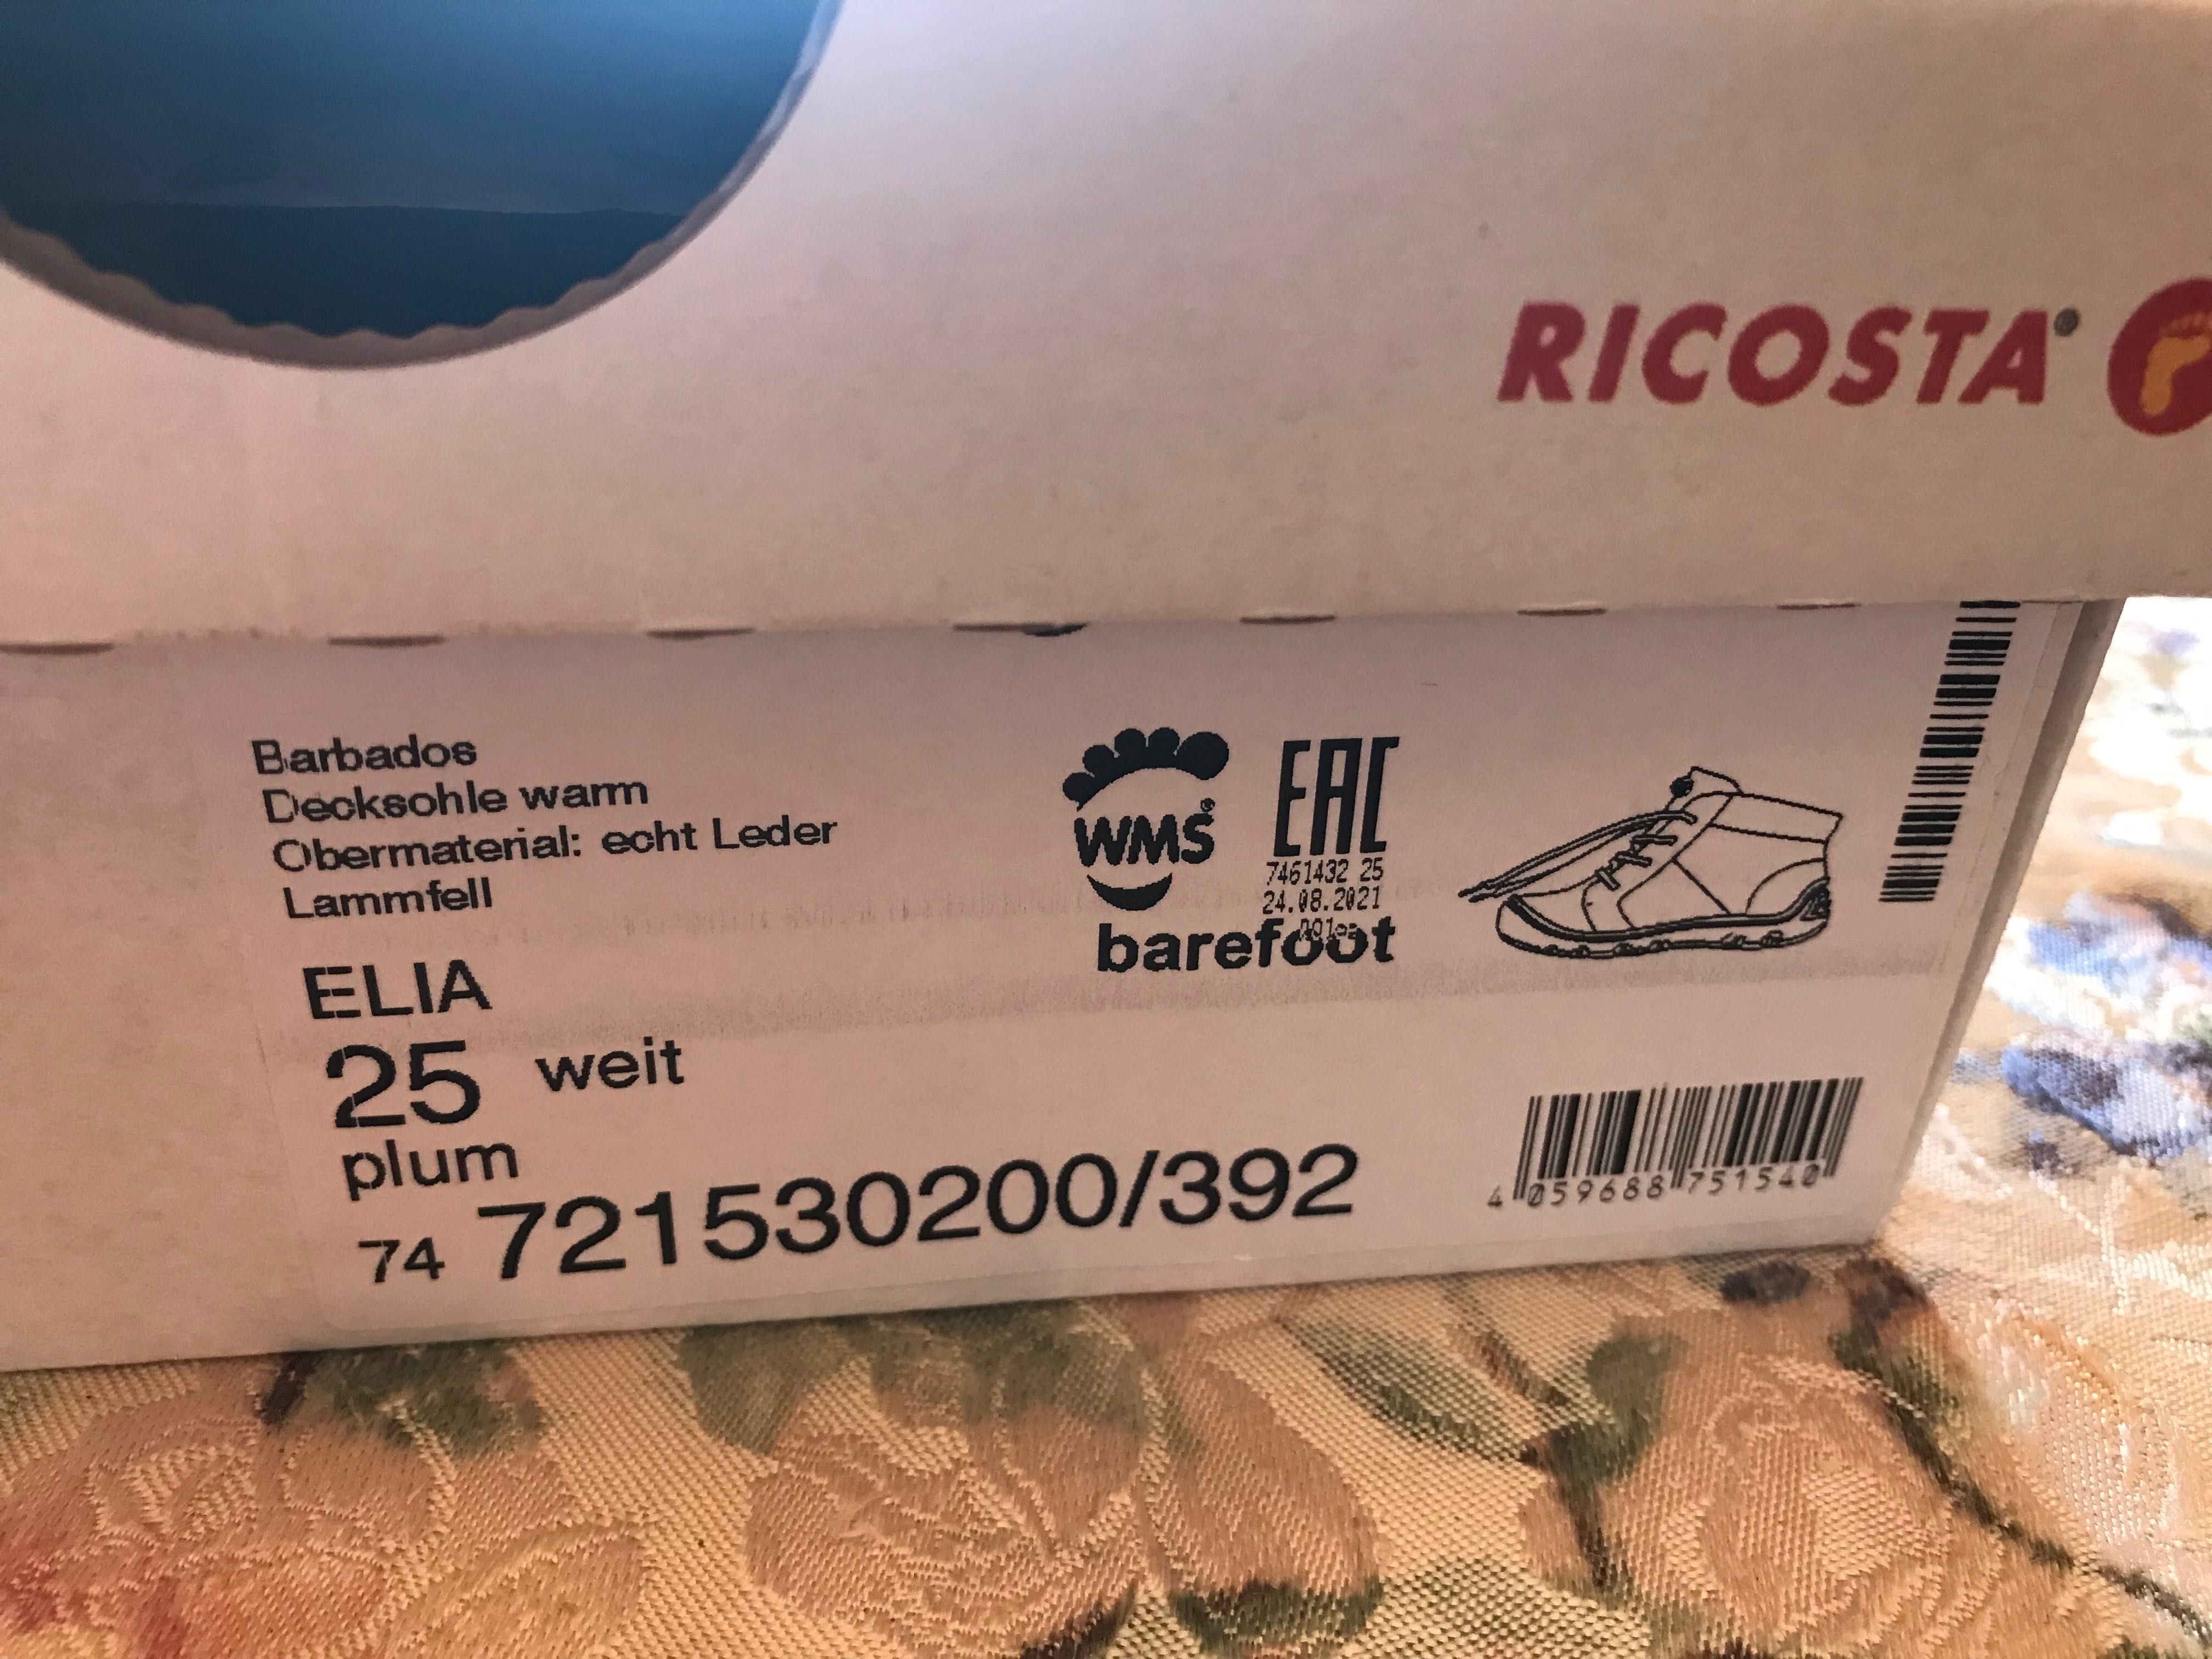 RICOSTA®
Barbados
Decksohle warm
Obermaterial: echt Leder
Lammfell
WMS®
barefoot
EAC
7461432 25
24.08.2021
ELIA
25 weit
plum
74 721530200/392
4 059688 751540